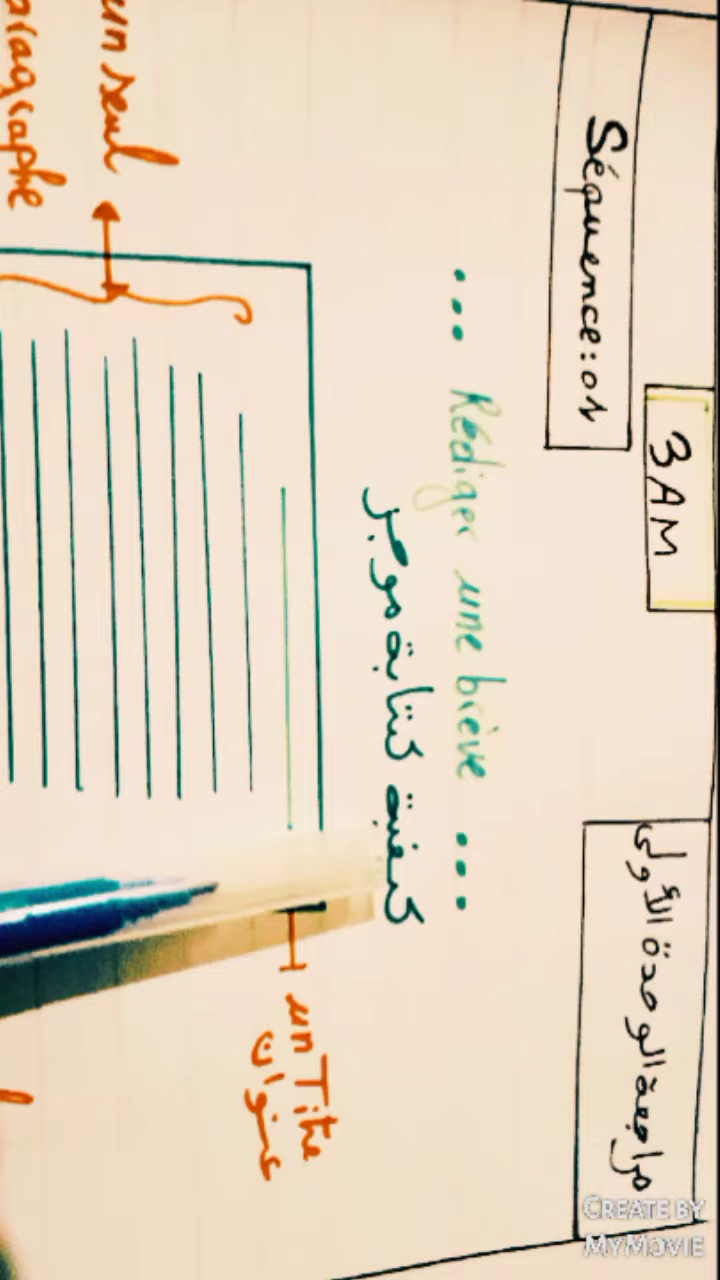 3AM
Séquence:01
مراجعة الوحدة الأولى
... Rédiger une brève ...
كيفية كتابة موجز
un Titre
عنوان
un seul
paragraphe
CREATE BY
MYMOVIE